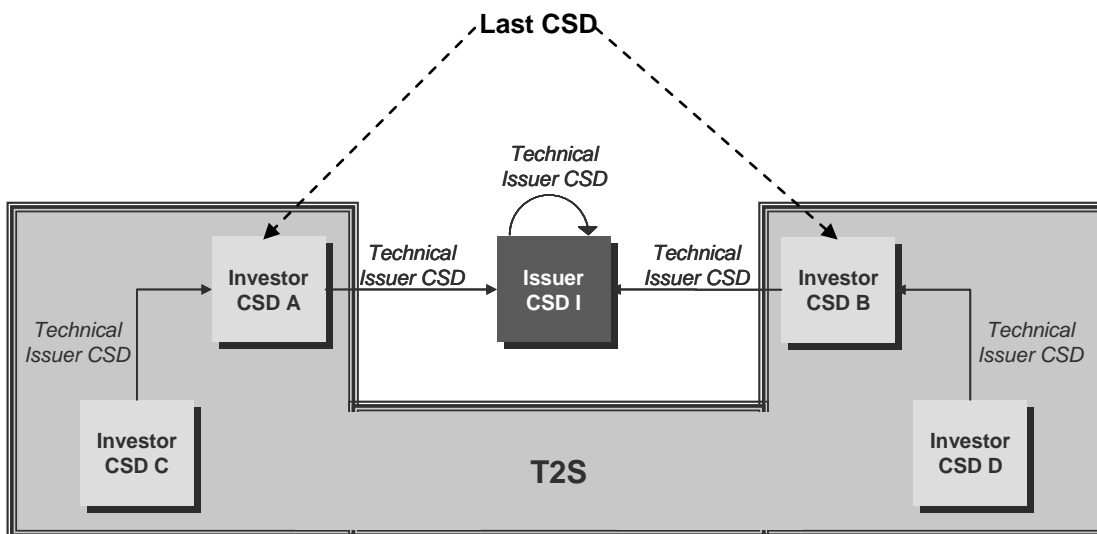 Last CSD
Technical
Issuer CSD
Investor
CSD A
Technical
Issuer CSD
Issuer
CSD I
Technical
Issuer CSD
Investor
CSD B
Technical
Issuer CSD
Technical
Issuer CSD
Investor
CSD C
T2S
Investor
CSD D